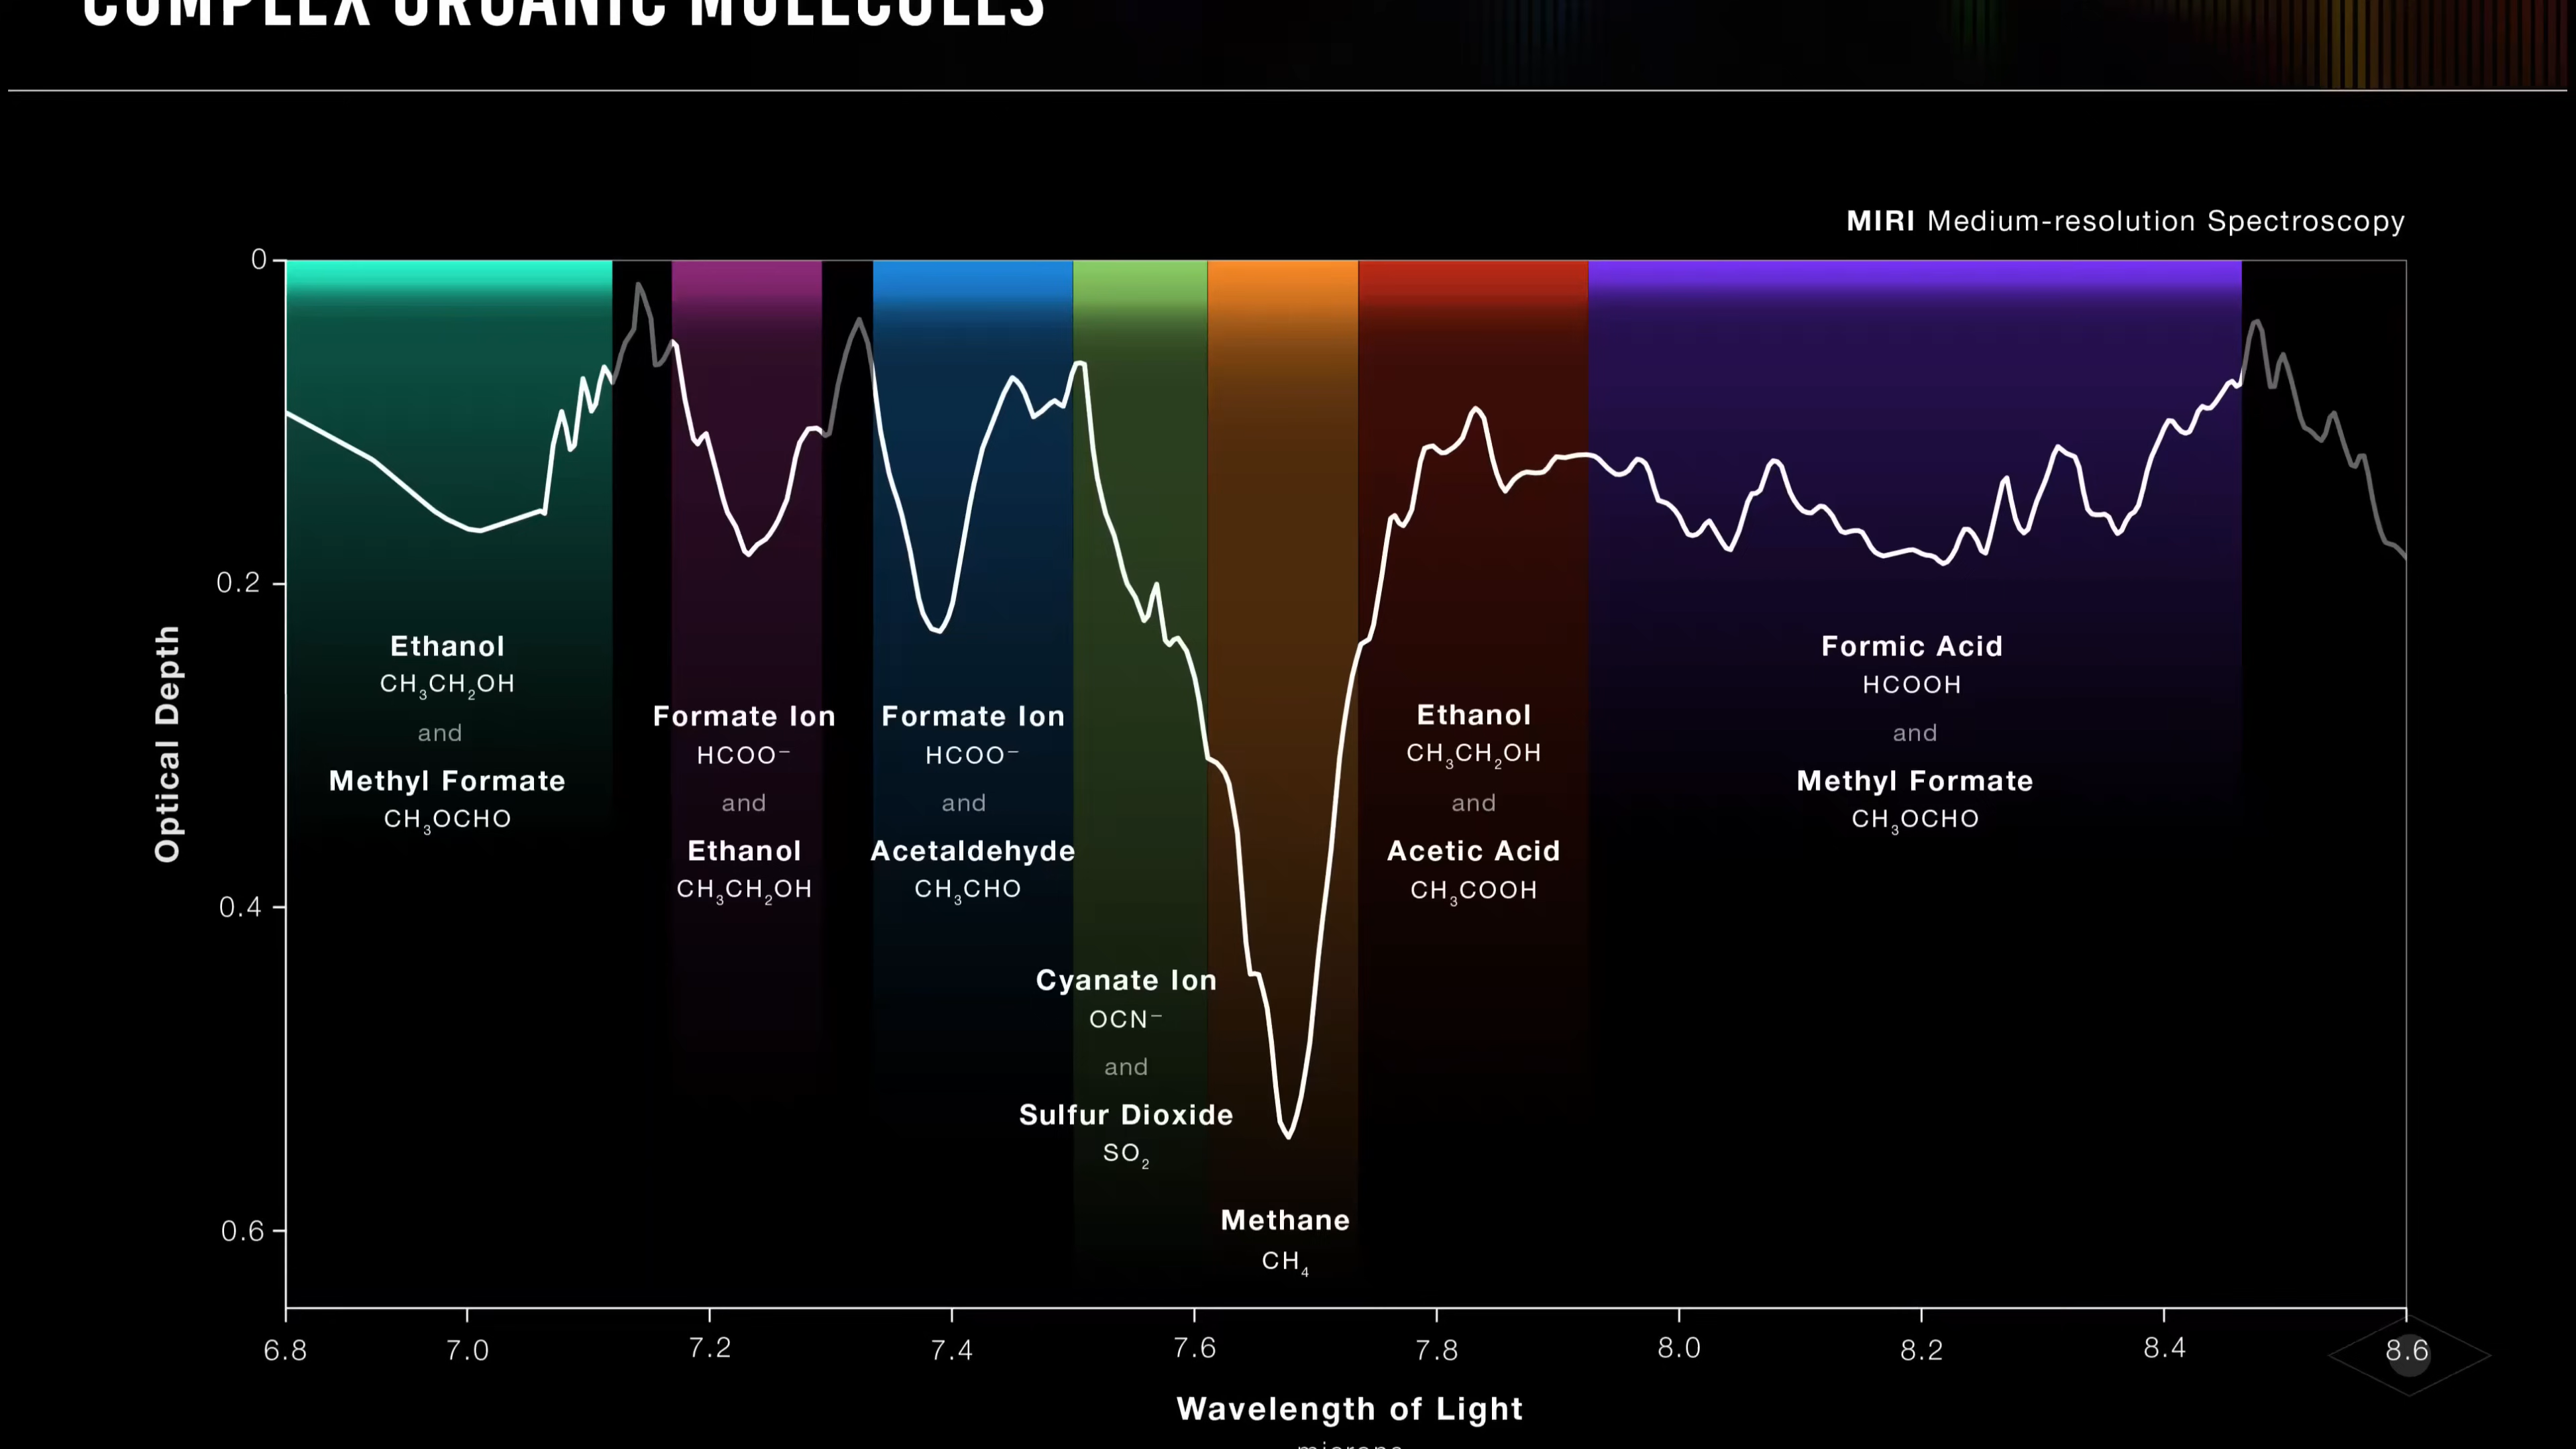 COMPLEX ORGANIC MOLECULES
MIRI Medium-resolution Spectroscopy
0
0.2
0.4
0.6
Optical Depth
Ethanol
CH₃CH₂OH
and
Methyl Formate
CH₃OCHO
Formate Ion
HCOO⁻
and
Ethanol
CH₃CH₂OH
Formate Ion
HCOO⁻
and
Acetaldehyde
CH₃CHO
Cyanate Ion
OCN⁻
and
Sulfur Dioxide
SO₂
Methane
CH₄
Ethanol
CH₃CH₂OH
and
Acetic Acid
CH₃COOH
Formic Acid
HCOOH
and
Methyl Formate
CH₃OCHO
6.8 7.0 7.2 7.4 7.6 7.8 8.0 8.2 8.4 8.6
Wavelength of Light
microns